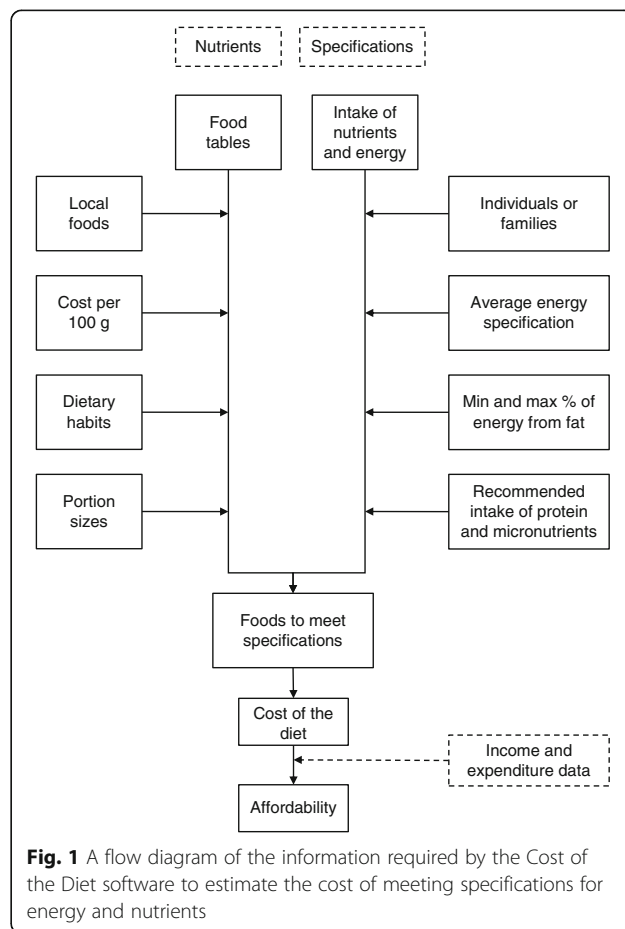 Nutrients
Specifications
Food
tables
Intake of
nutrients
and energy
Local
foods
Individuals or
families
Cost per
100 g
Average energy
specification
Dietary
habits
Min and max % of
energy from fat
Portion
sizes
Recommended
intake of protein
and micronutrients
Foods to meet
specifications
Cost of the
diet
Income and
expenditure data
Affordability
Fig. 1 A flow diagram of the information required by the Cost of
the Diet software to estimate the cost of meeting specifications for
energy and nutrients